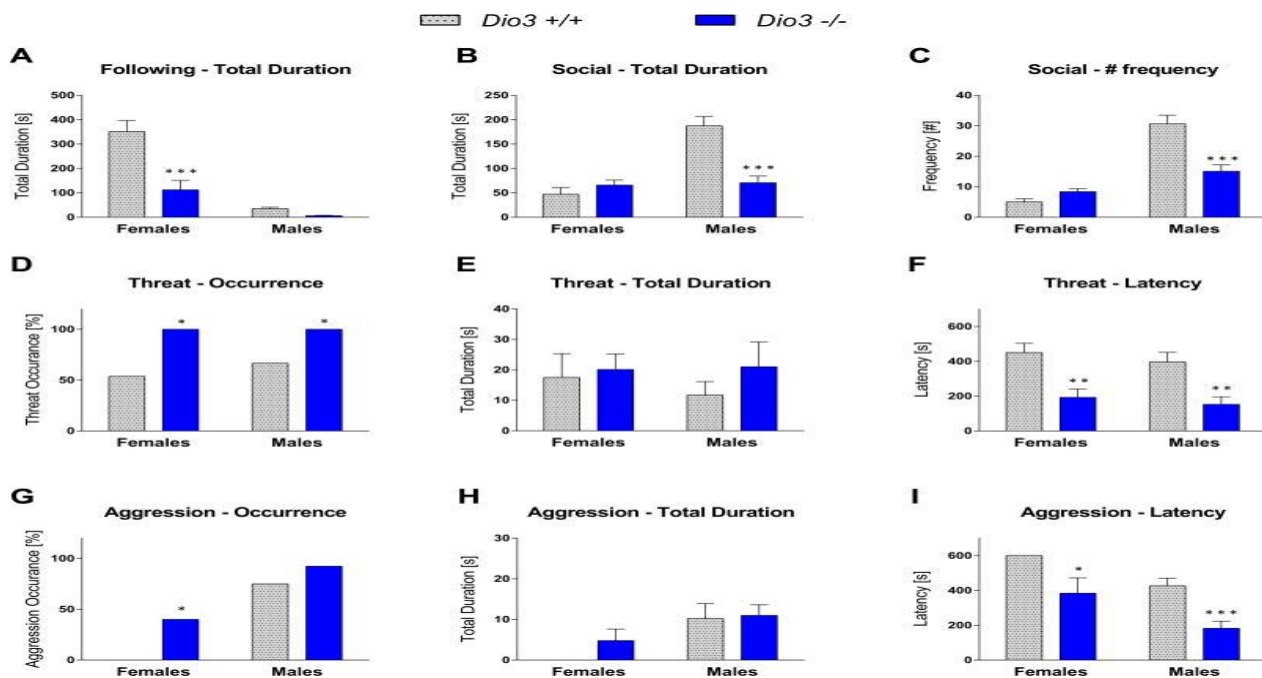 Dio3 +/+ Dio3 -/-
A Following - Total Duration
Total Duration [s]
500
400
300
200
100
0
***
Females Males
B Social - Total Duration
Total Duration [s]
250
200
150
100
50
0
***
Females Males
C Social - # frequency
Frequency [#]
40
30
20
10
0
***
Females Males
D Threat - Occurrence
Threat Occurance [%]
100
50
0
* *
Females Males
E Threat - Total Duration
Total Duration [s]
40
30
20
10
0
Females Males
F Threat - Latency
Latency [s]
600
400
200
0
** **
Females Males
G Aggression - Occurrence
Aggression Occurance [%]
100
50
0
*
Females Males
H Aggression - Total Duration
Total Duration [s]
30
20
10
0
Females Males
I Aggression - Latency
Latency [s]
600
400
200
0
* ***
Females Males